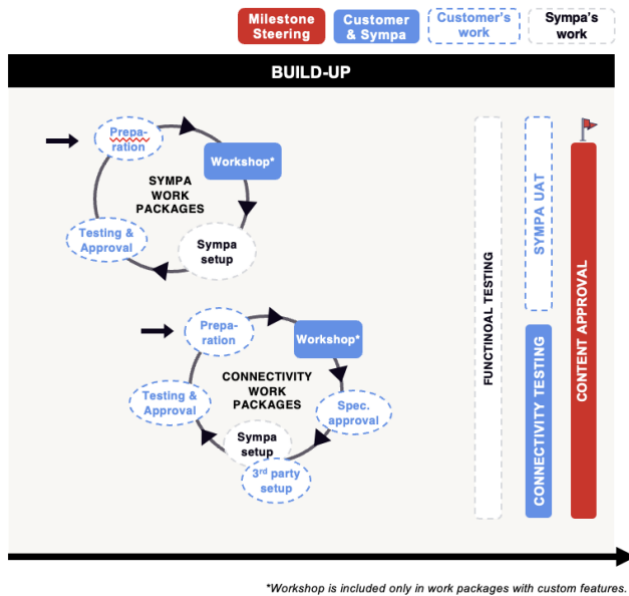 Milestone
Steering
Customer
& Sympa
Customer's
work
Sympa's
work
BUILD-UP
Prepa-
ration
Workshop*
SYMPA
WORK
PACKAGES
Testing &
Approval
Sympa
setup
Prepa-
ration
Workshop*
CONNECTIVITY
WORK
PACKAGES
Testing &
Approval
Spec.
approval
Sympa
setup
3rd party
setup
FUNCTINOAL TESTING
SYMPA UAT
CONNECTIVITY TESTING
CONTENT APPROVAL
*Workshop is included only in work packages with custom features.